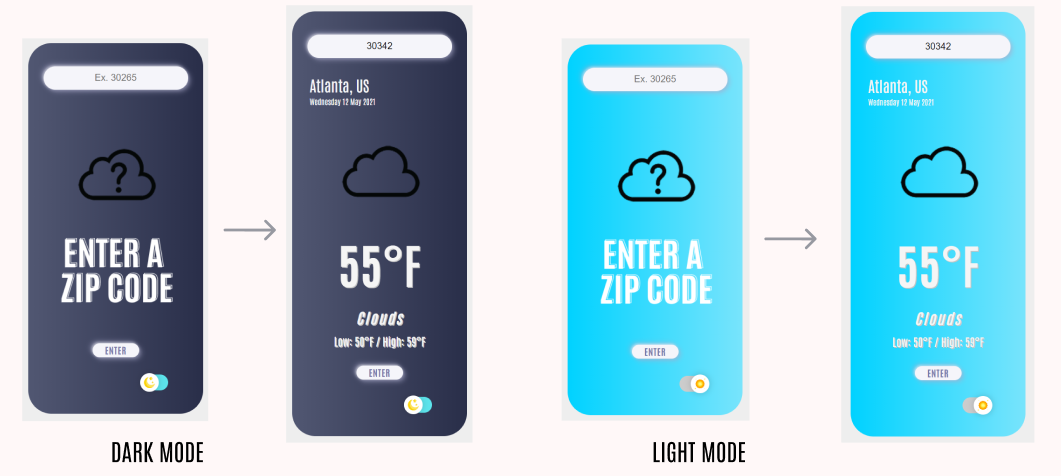 Ex. 30265
?
ENTER A
ZIP CODE
ENTER
DARK MODE
30342
Atlanta, US
Wednesday 12 May 2021
55°F
Clouds
Low: 50°F / High: 59°F
ENTER
Ex. 30265
?
ENTER A
ZIP CODE
ENTER
LIGHT MODE
30342
Atlanta, US
Wednesday 12 May 2021
55°F
Clouds
Low: 50°F / High: 59°F
ENTER